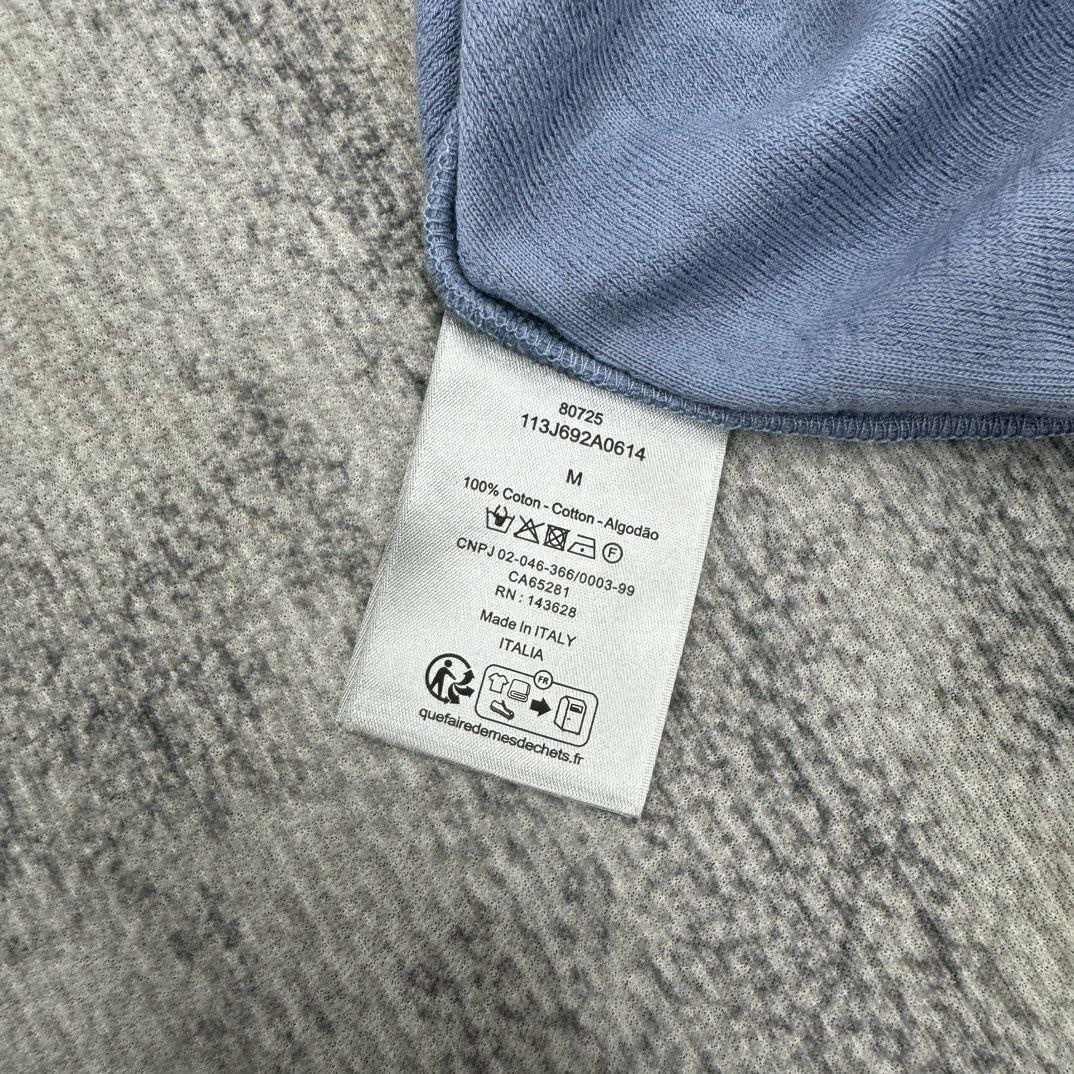 80725
113J692A0614
M
100% Coton - Cotton - Algodão
F
CNPJ 02-046-366/0003-99
CA65281
RN : 143628
Made In ITALY
ITALIA
FR
quefairedemesdechets.fr